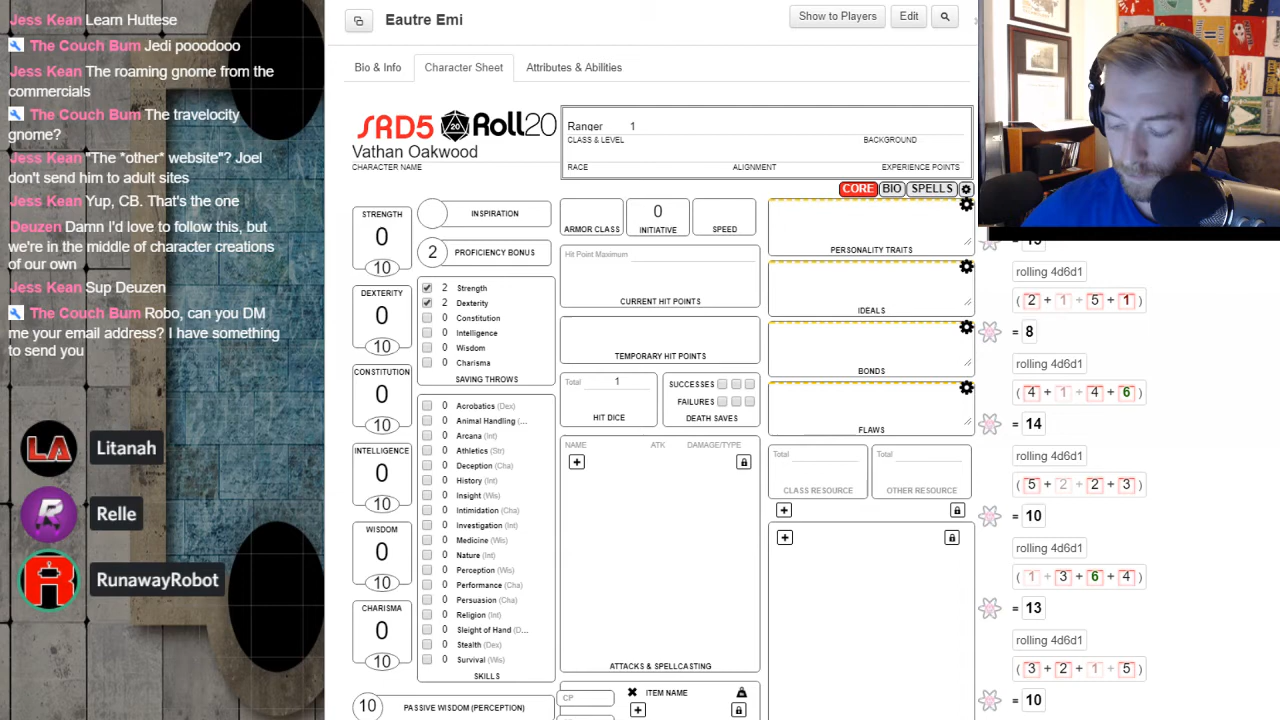 Jess Kean Learn Huttese
The Couch Bum Jedi pooodooo
Jess Kean The roaming gnome from the
commercials
The Couch Bum The travelocity
gnome?
Jess Kean "The *other* website"? Joel
don't send him to adult sites
Jess Kean Yup, CB. That's the one
Deuzen Damn I'd love to follow this, but
we're in the middle of character creations
of our own
Jess Kean Sup Deuzen
The Couch Bum Robo, can you DM
me your email address? I have something
to send you
LA Litanah
R Relle
RunawayRobot
Eautre Emi
Show to Players
Edit
Bio & Info
Character Sheet
Attributes & Abilities
SRD5 20 Roll20
Vathan Oakwood
CHARACTER NAME
Ranger 1
CLASS & LEVEL
BACKGROUND
RACE
ALIGNMENT
EXPERIENCE POINTS
CORE
BIO
SPELLS
STRENGTH
0
10
DEXTERITY
0
10
CONSTITUTION
0
10
INTELLIGENCE
0
10
WISDOM
0
10
CHARISMA
0
10
INSPIRATION
2 PROFICIENCY BONUS
2 Strength
2 Dexterity
0 Constitution
0 Intelligence
0 Wisdom
0 Charisma
SAVING THROWS
0 Acrobatics (Dex)
0 Animal Handling (...
0 Arcana (Int)
0 Athletics (Str)
0 Deception (Cha)
0 History (Int)
0 Insight (Wis)
0 Intimidation (Cha)
0 Investigation (Int)
0 Medicine (Wis)
0 Nature (Int)
0 Perception (Wis)
0 Performance (Cha)
0 Persuasion (Cha)
0 Religion (Int)
0 Sleight of Hand (D...
0 Stealth (Dex)
0 Survival (Wis)
SKILLS
10 PASSIVE WISDOM (PERCEPTION)
ARMOR CLASS
0
INITIATIVE
SPEED
Hit Point Maximum
CURRENT HIT POINTS
TEMPORARY HIT POINTS
Total 1
HIT DICE
SUCCESSES
FAILURES
DEATH SAVES
NAME ATK DAMAGE/TYPE
+
ATTACKS & SPELLCASTING
CP
ITEM NAME
+
PERSONALITY TRAITS
IDEALS
BONDS
FLAWS
Total
CLASS RESOURCE
Total
OTHER RESOURCE
+
+
rolling 4d6d1
(2+1+5+1)
= 8
rolling 4d6d1
(4+1+4+6)
= 14
rolling 4d6d1
(5+2+2+3)
= 10
rolling 4d6d1
(1+3+6+4)
= 13
rolling 4d6d1
(3+2+1+5)
= 10